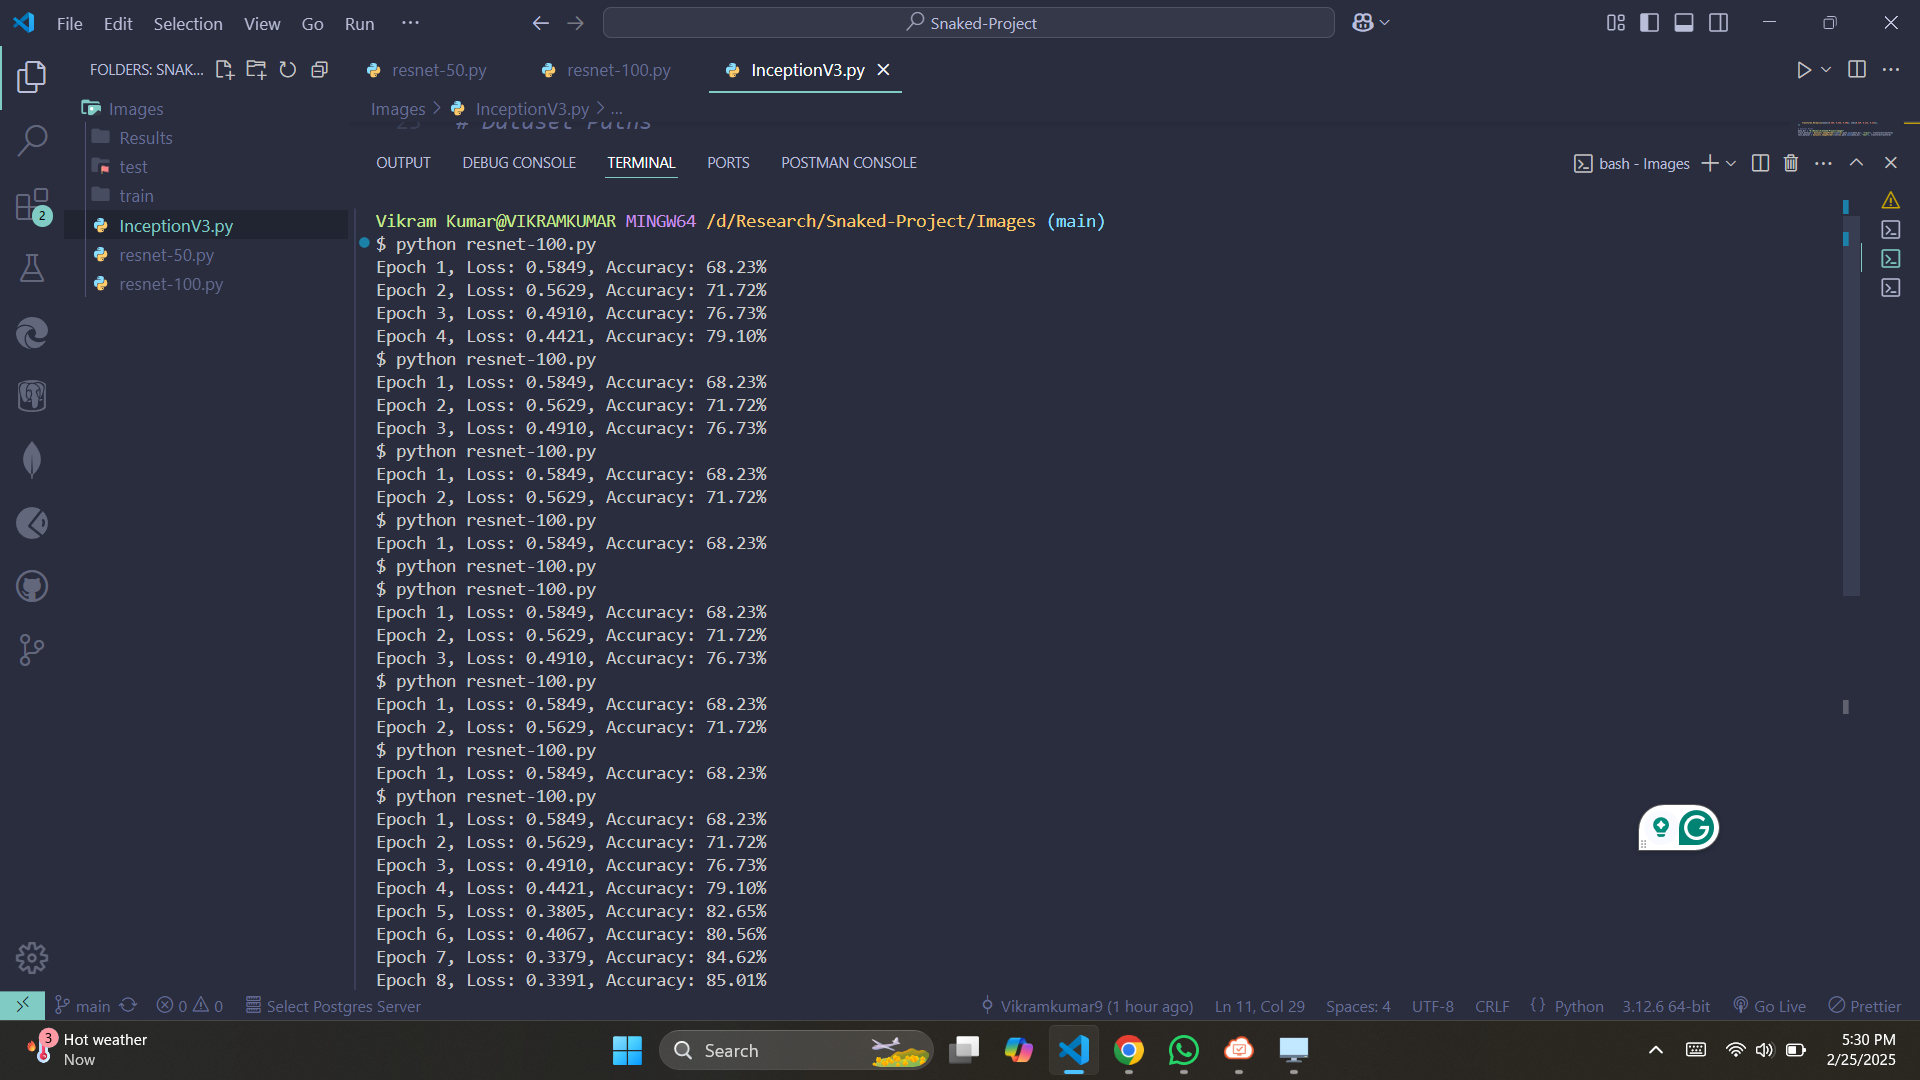 File Edit Selection View Go Run ···
Snaked-Project
FOLDERS: SNAK...
resnet-50.py
resnet-100.py
InceptionV3.py
Images
Results
test
train
InceptionV3.py
resnet-50.py
resnet-100.py
2
Images > InceptionV3.py > ...
23 # Dataset Paths
OUTPUT DEBUG CONSOLE TERMINAL PORTS POSTMAN CONSOLE
bash - Images
Vikram Kumar@VIKRAMKUMAR MINGW64 /d/Research/Snaked-Project/Images (main)
$ python resnet-100.py
Epoch 1, Loss: 0.5849, Accuracy: 68.23%
Epoch 2, Loss: 0.5629, Accuracy: 71.72%
Epoch 3, Loss: 0.4910, Accuracy: 76.73%
Epoch 4, Loss: 0.4421, Accuracy: 79.10%
$ python resnet-100.py
Epoch 1, Loss: 0.5849, Accuracy: 68.23%
Epoch 2, Loss: 0.5629, Accuracy: 71.72%
Epoch 3, Loss: 0.4910, Accuracy: 76.73%
$ python resnet-100.py
Epoch 1, Loss: 0.5849, Accuracy: 68.23%
Epoch 2, Loss: 0.5629, Accuracy: 71.72%
$ python resnet-100.py
Epoch 1, Loss: 0.5849, Accuracy: 68.23%
$ python resnet-100.py
$ python resnet-100.py
Epoch 1, Loss: 0.5849, Accuracy: 68.23%
Epoch 2, Loss: 0.5629, Accuracy: 71.72%
Epoch 3, Loss: 0.4910, Accuracy: 76.73%
$ python resnet-100.py
Epoch 1, Loss: 0.5849, Accuracy: 68.23%
Epoch 2, Loss: 0.5629, Accuracy: 71.72%
$ python resnet-100.py
Epoch 1, Loss: 0.5849, Accuracy: 68.23%
$ python resnet-100.py
Epoch 1, Loss: 0.5849, Accuracy: 68.23%
Epoch 2, Loss: 0.5629, Accuracy: 71.72%
Epoch 3, Loss: 0.4910, Accuracy: 76.73%
Epoch 4, Loss: 0.4421, Accuracy: 79.10%
Epoch 5, Loss: 0.3805, Accuracy: 82.65%
Epoch 6, Loss: 0.4067, Accuracy: 80.56%
Epoch 7, Loss: 0.3379, Accuracy: 84.62%
Epoch 8, Loss: 0.3391, Accuracy: 85.01%
main 0 0 Select Postgres Server Vikramkumar9 (1 hour ago) Ln 11, Col 29 Spaces: 4 UTF-8 CRLF {} Python 3.12.6 64-bit Go Live Prettier
3
Hot weather
Now
Search
5:30 PM
2/25/2025